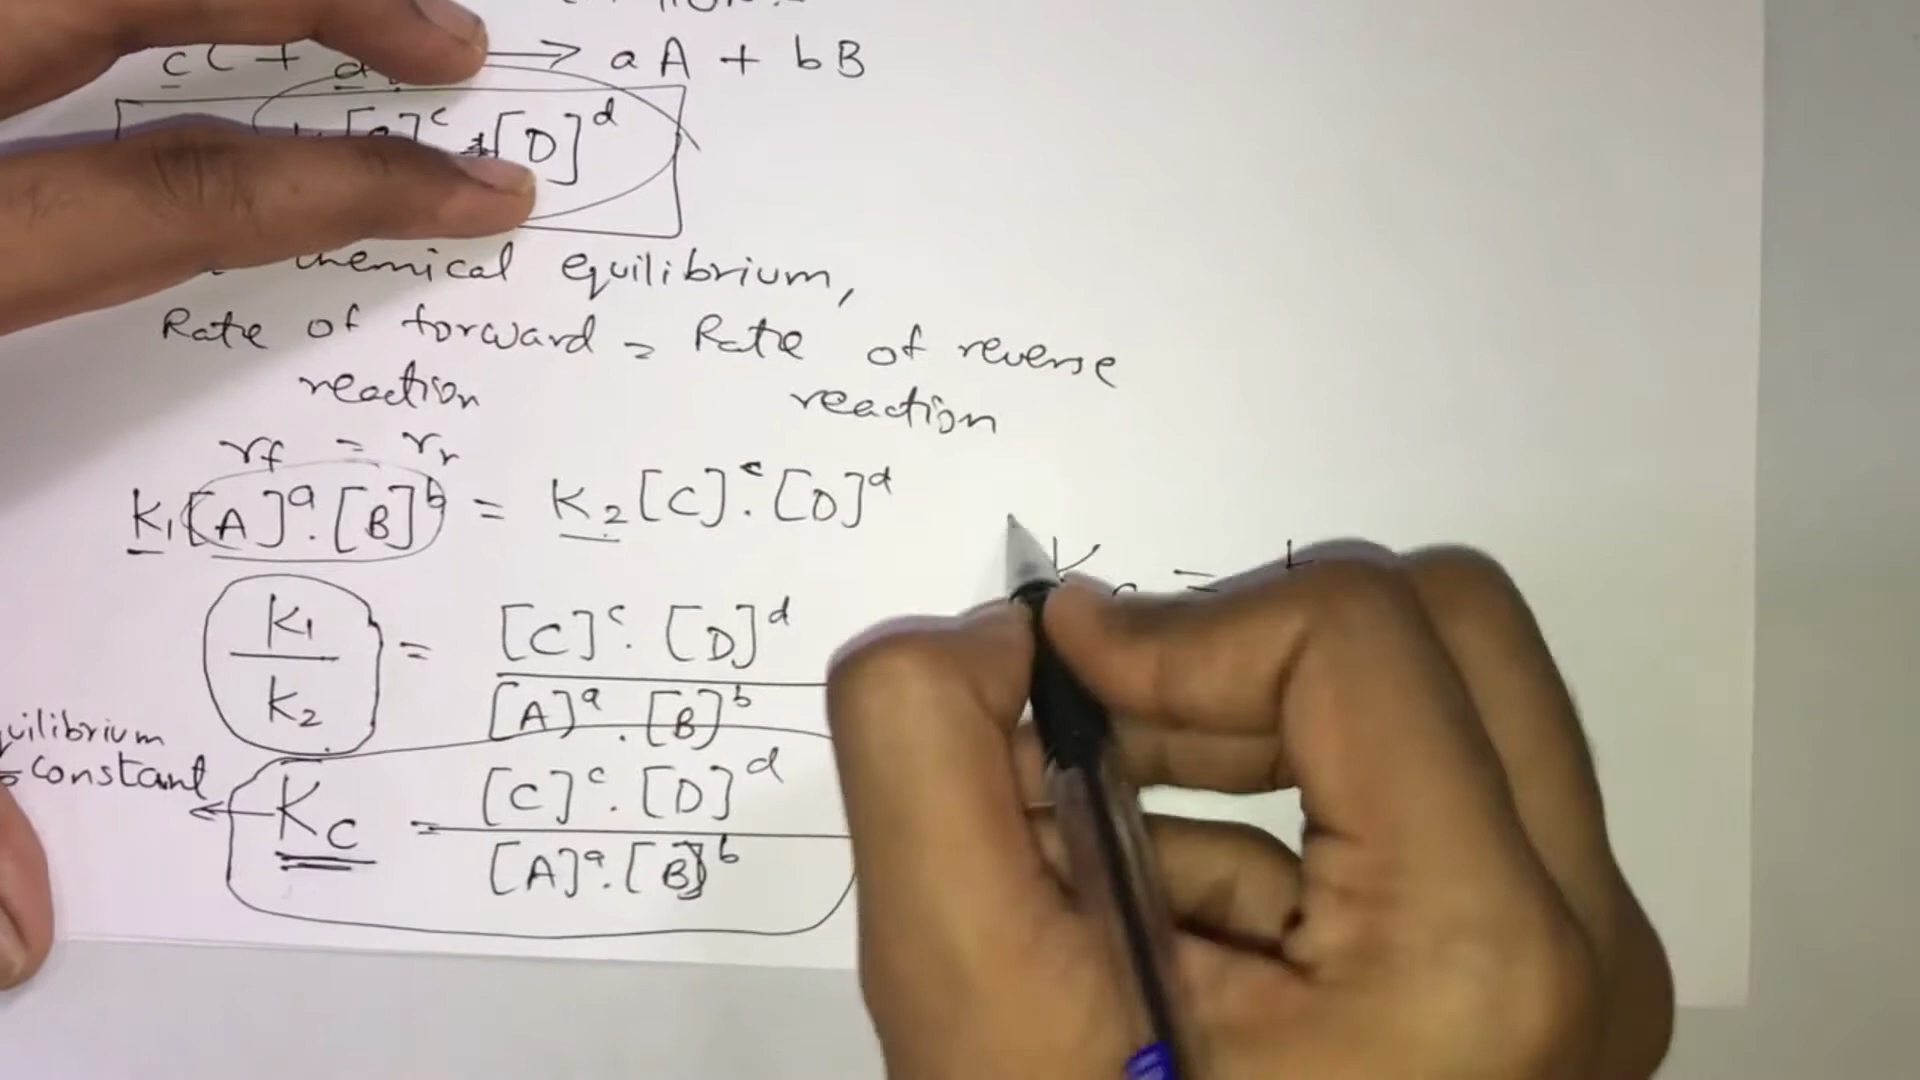 cC + d → aA + bB
[C]^c [D]^d
chemical equilibrium,
Rate of forward = Rate of reverse
reaction reaction
rf = rr
K₁[A]^a . [B]^b = K₂[C]^c . [D]^d
K₁/K₂ = [C]^c . [D]^d / [A]^a . [B]^b
constant
Kc = [C]^c . [D]^d / [A]^a . [B]^b